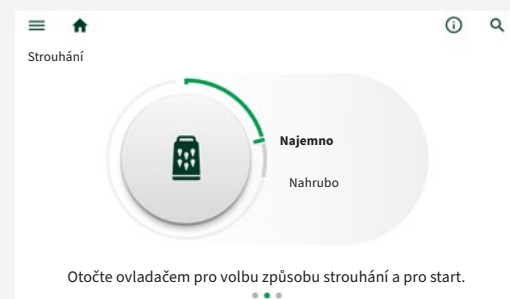 Strouhání
Najemno
Nahrubo
Otočte ovladačem pro volbu způsobu strouhání a pro start.